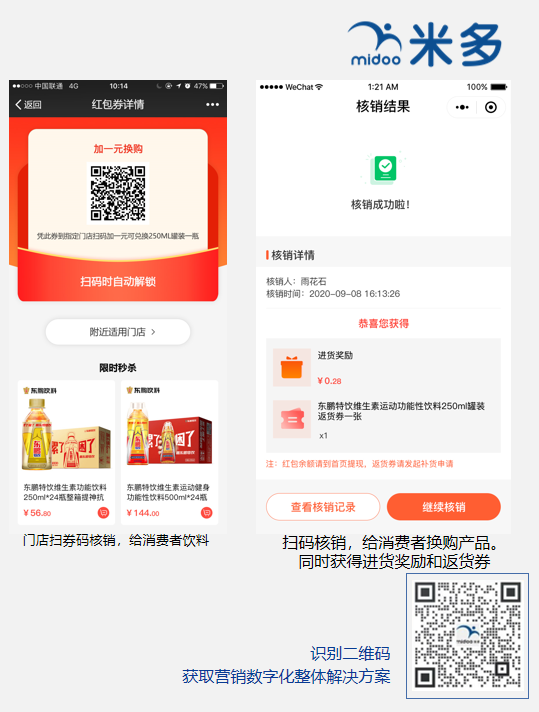 midoo 米多
中国联通 4G 10:14 47%
返回 红包券详情
加一元换购
凭此券到指定门店扫码加一元可兑换250ML罐装一瓶
扫码时自动解锁
附近适用门店 >
限时秒杀
东鹏饮料
累了困了
东鹏特饮维生素功能饮料
250ml*24瓶整箱提神抗
¥56.80
东鹏饮料
累了困了
东鹏特饮维生素运动健身
功能性饮料500ml*24瓶
¥144.00
门店扫券码核销，给消费者饮料
WeChat 1:21 AM 100%
核销结果
核销成功啦！
核销详情
核销人：雨花石
核销时间：2020-09-08 16:13:26
恭喜您获得
进货奖励
¥0.28
东鹏特饮维生素运动功能性饮料250ml罐装
返货券一张
x1
注：红包余额请到首页提现，返货券请发起补货申请
查看核销记录 继续核销
扫码核销，给消费者换购产品。
同时获得进货奖励和返货券
识别二维码
获取营销数字化整体解决方案